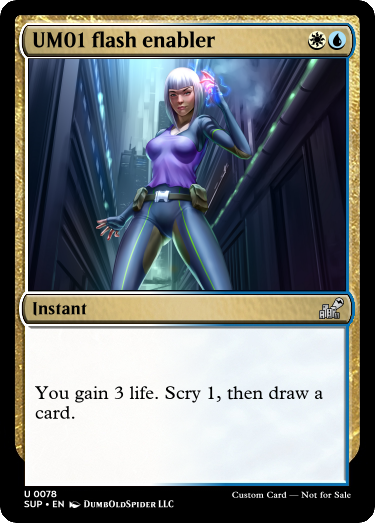 UM01 flash enabler
Instant
You gain 3 life. Scry 1, then draw a
card.
U 0078
SUP • EN DumbOldSpider LLC
Custom Card — Not for Sale